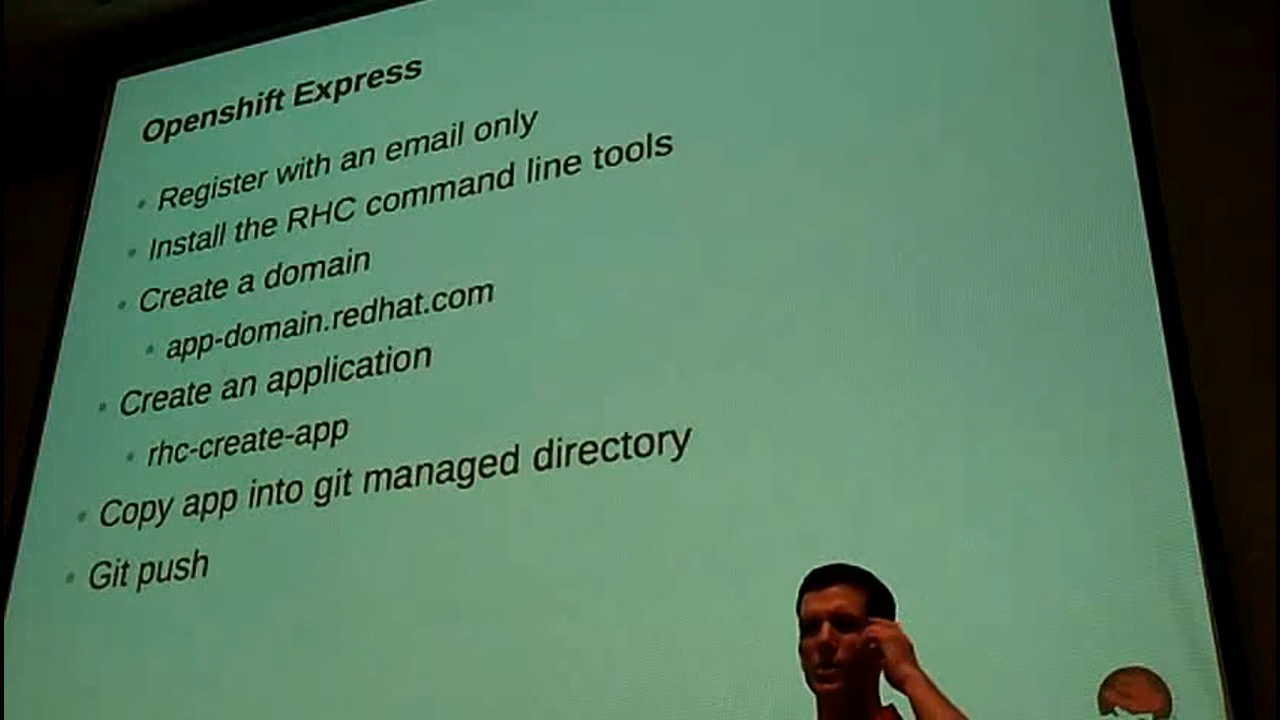 Openshift Express
Register with an email only
Install the RHC command line tools
Create a domain
app-domain.redhat.com
Create an application
rhc-create-app
Copy app into git managed directory
Git push